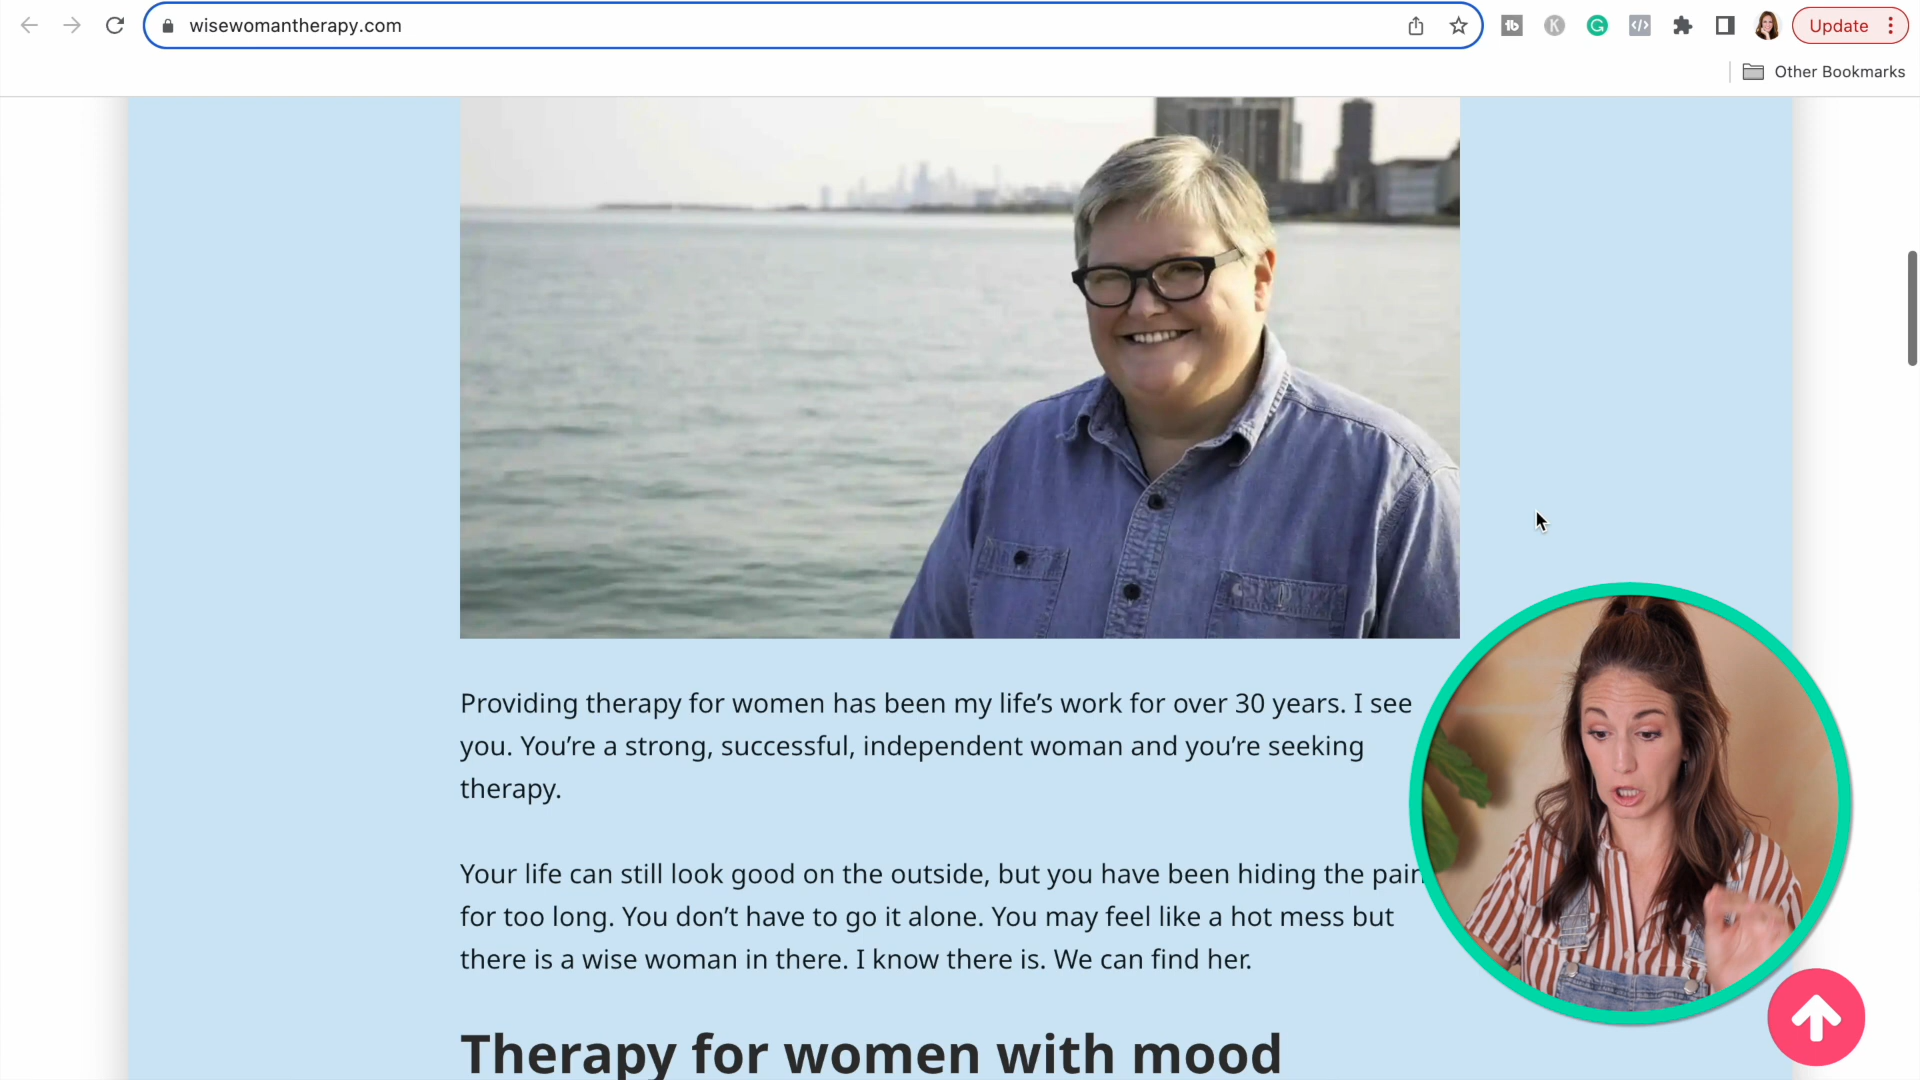 wisewomantherapy.com
Update
Other Bookmarks
Providing therapy for women has been my life’s work for over 30 years. I see
you. You’re a strong, successful, independent woman and you’re seeking
therapy.
Your life can still look good on the outside, but you have been hiding the pain
for too long. You don’t have to go it alone. You may feel like a hot mess but
there is a wise woman in there. I know there is. We can find her.
Therapy for women with mood